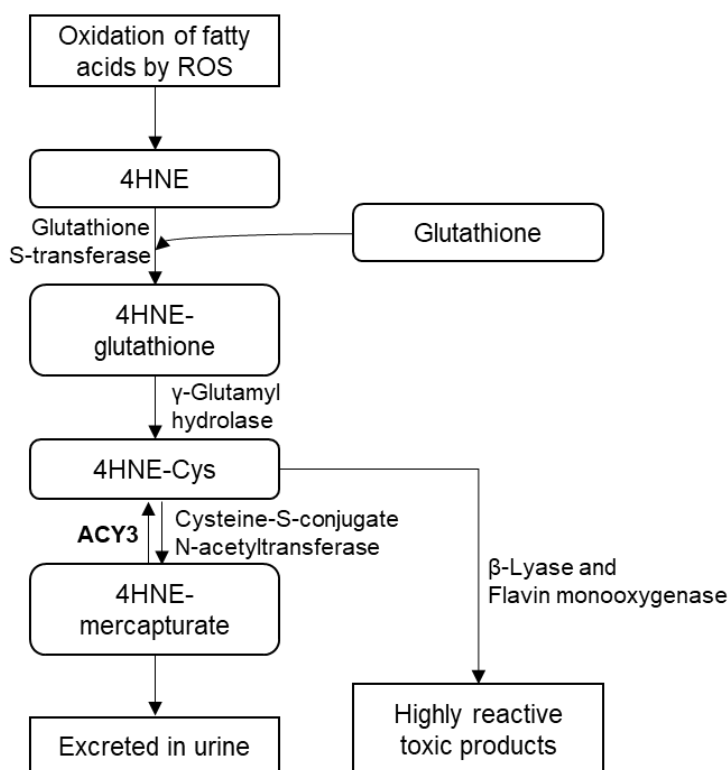 Oxidation of fatty
acids by ROS
4HNE
Glutathione
S-transferase
Glutathione
4HNE-
glutathione
γ-Glutamyl
hydrolase
4HNE-Cys
ACY3
Cysteine-S-conjugate
N-acetyltransferase
β-Lyase and
Flavin monooxygenase
4HNE-
mercapturate
Excreted in urine
Highly reactive
toxic products